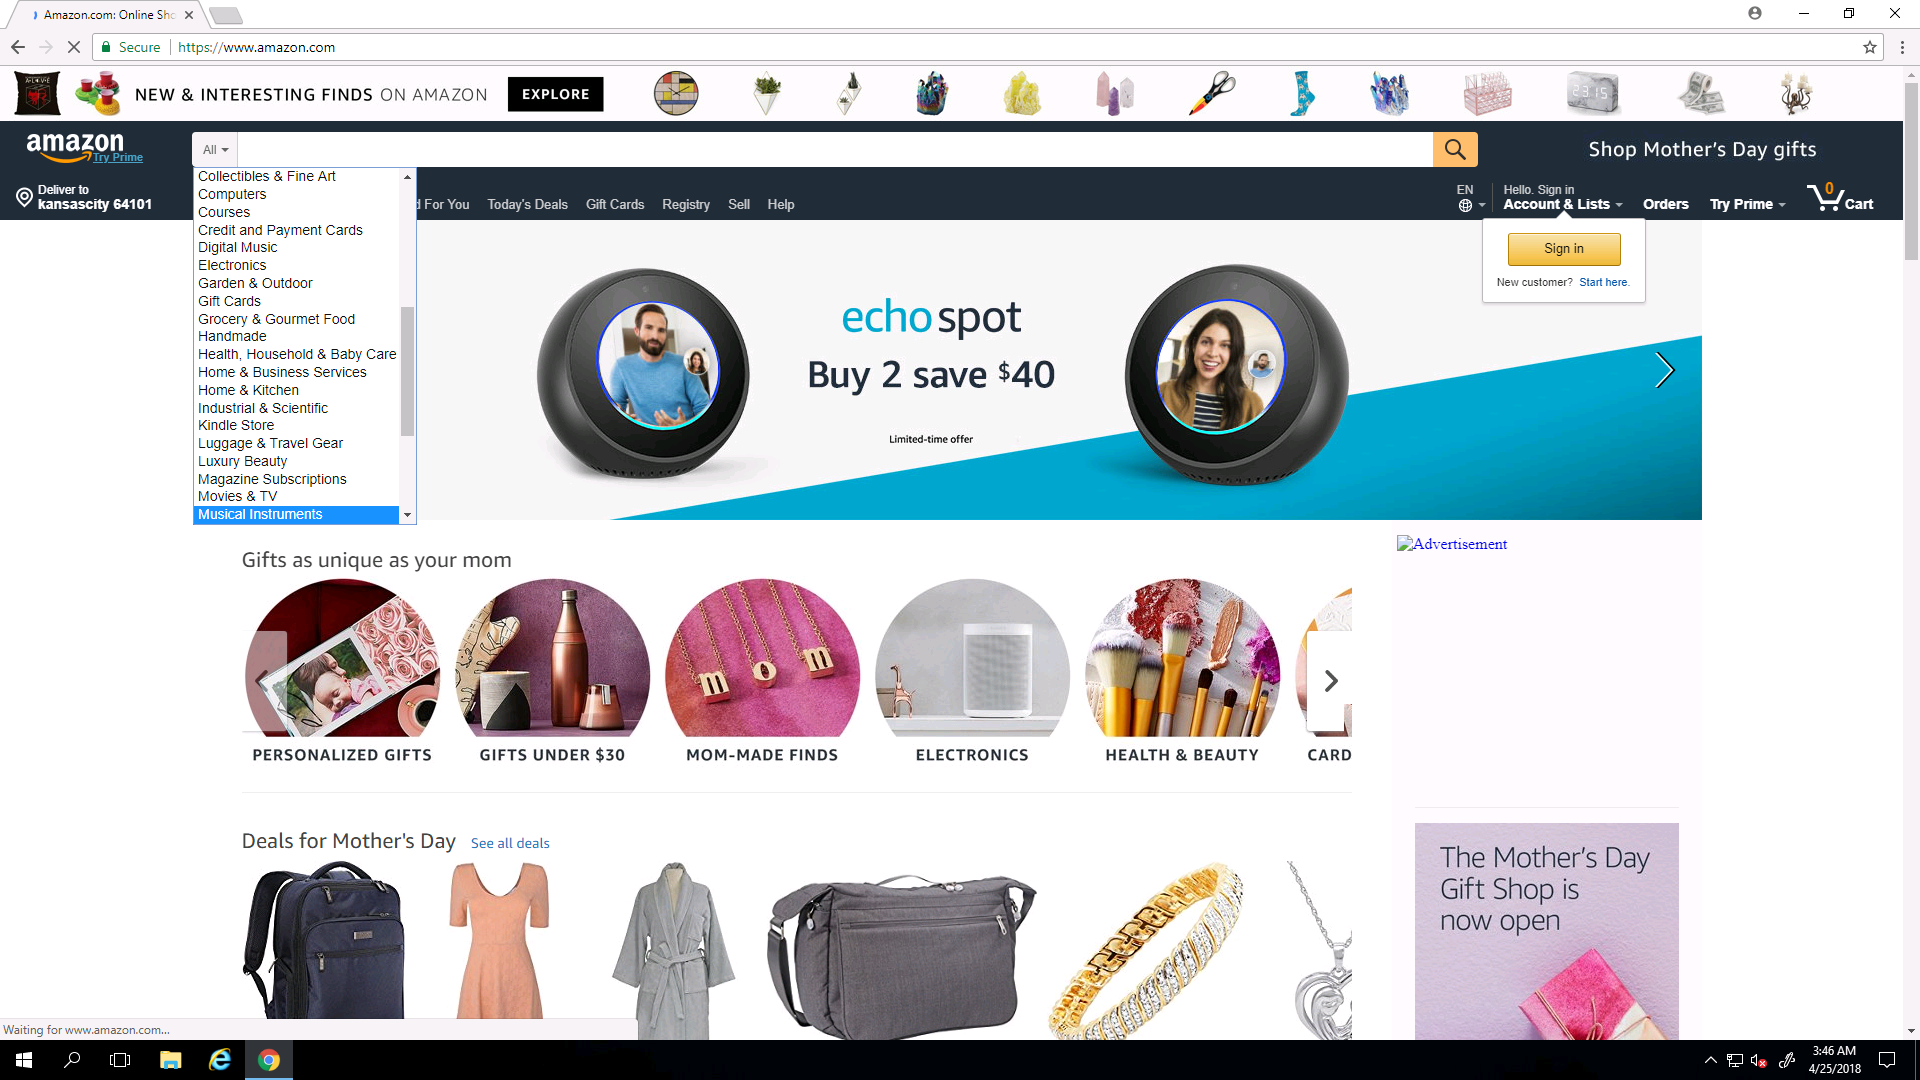 Amazon.com: Online Sho
Secure
https://www.amazon.com
NEW & INTERESTING FINDS ON AMAZON
EXPLORE
23:15
amazon
Try Prime
All
Shop Mother's Day gifts
Deliver to
kansascity 64101
d For You
Today's Deals
Gift Cards
Registry
Sell
Help
EN
Hello. Sign in
Account & Lists
Orders
Try Prime
0
Cart
Collectibles & Fine Art
Computers
Courses
Credit and Payment Cards
Digital Music
Electronics
Garden & Outdoor
Gift Cards
Grocery & Gourmet Food
Handmade
Health, Household & Baby Care
Home & Business Services
Home & Kitchen
Industrial & Scientific
Kindle Store
Luggage & Travel Gear
Luxury Beauty
Magazine Subscriptions
Movies & TV
Musical Instruments
Sign in
New customer? Start here.
echo spot
Buy 2 save $40
Limited-time offer
Gifts as unique as your mom
Advertisement
m o m
PERSONALIZED GIFTS
GIFTS UNDER $30
MOM-MADE FINDS
ELECTRONICS
HEALTH & BEAUTY
CARD
Deals for Mother's Day
See all deals
The Mother's Day
Gift Shop is
now open
Waiting for www.amazon.com...
3:46 AM
4/25/2018